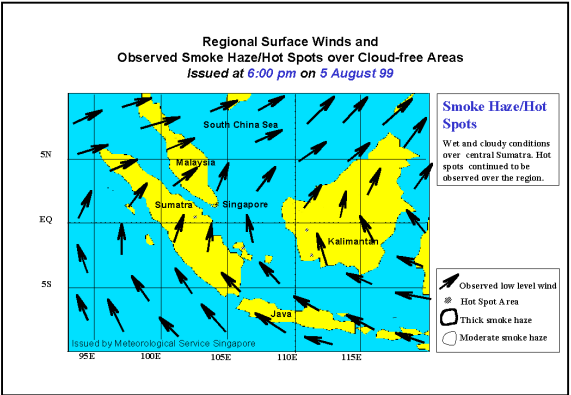 Regional Surface Winds and
Observed Smoke Haze/Hot Spots over Cloud-free Areas
Issued at 6:00 pm on 5 August 99
Smoke Haze/Hot
Spots
Wet and cloudy conditions
over central Sumatra. Hot
spots continued to be
observed over the region.
South China Sea
5N
Malaysia
Sumatra
Singapore
EQ
Kalimantan
5S
Java
Issued by Meteorological Service Singapore
95E
100E
105E
110E
115E
Observed low level wind
Hot Spot Area
Thick smoke haze
Moderate smoke haze